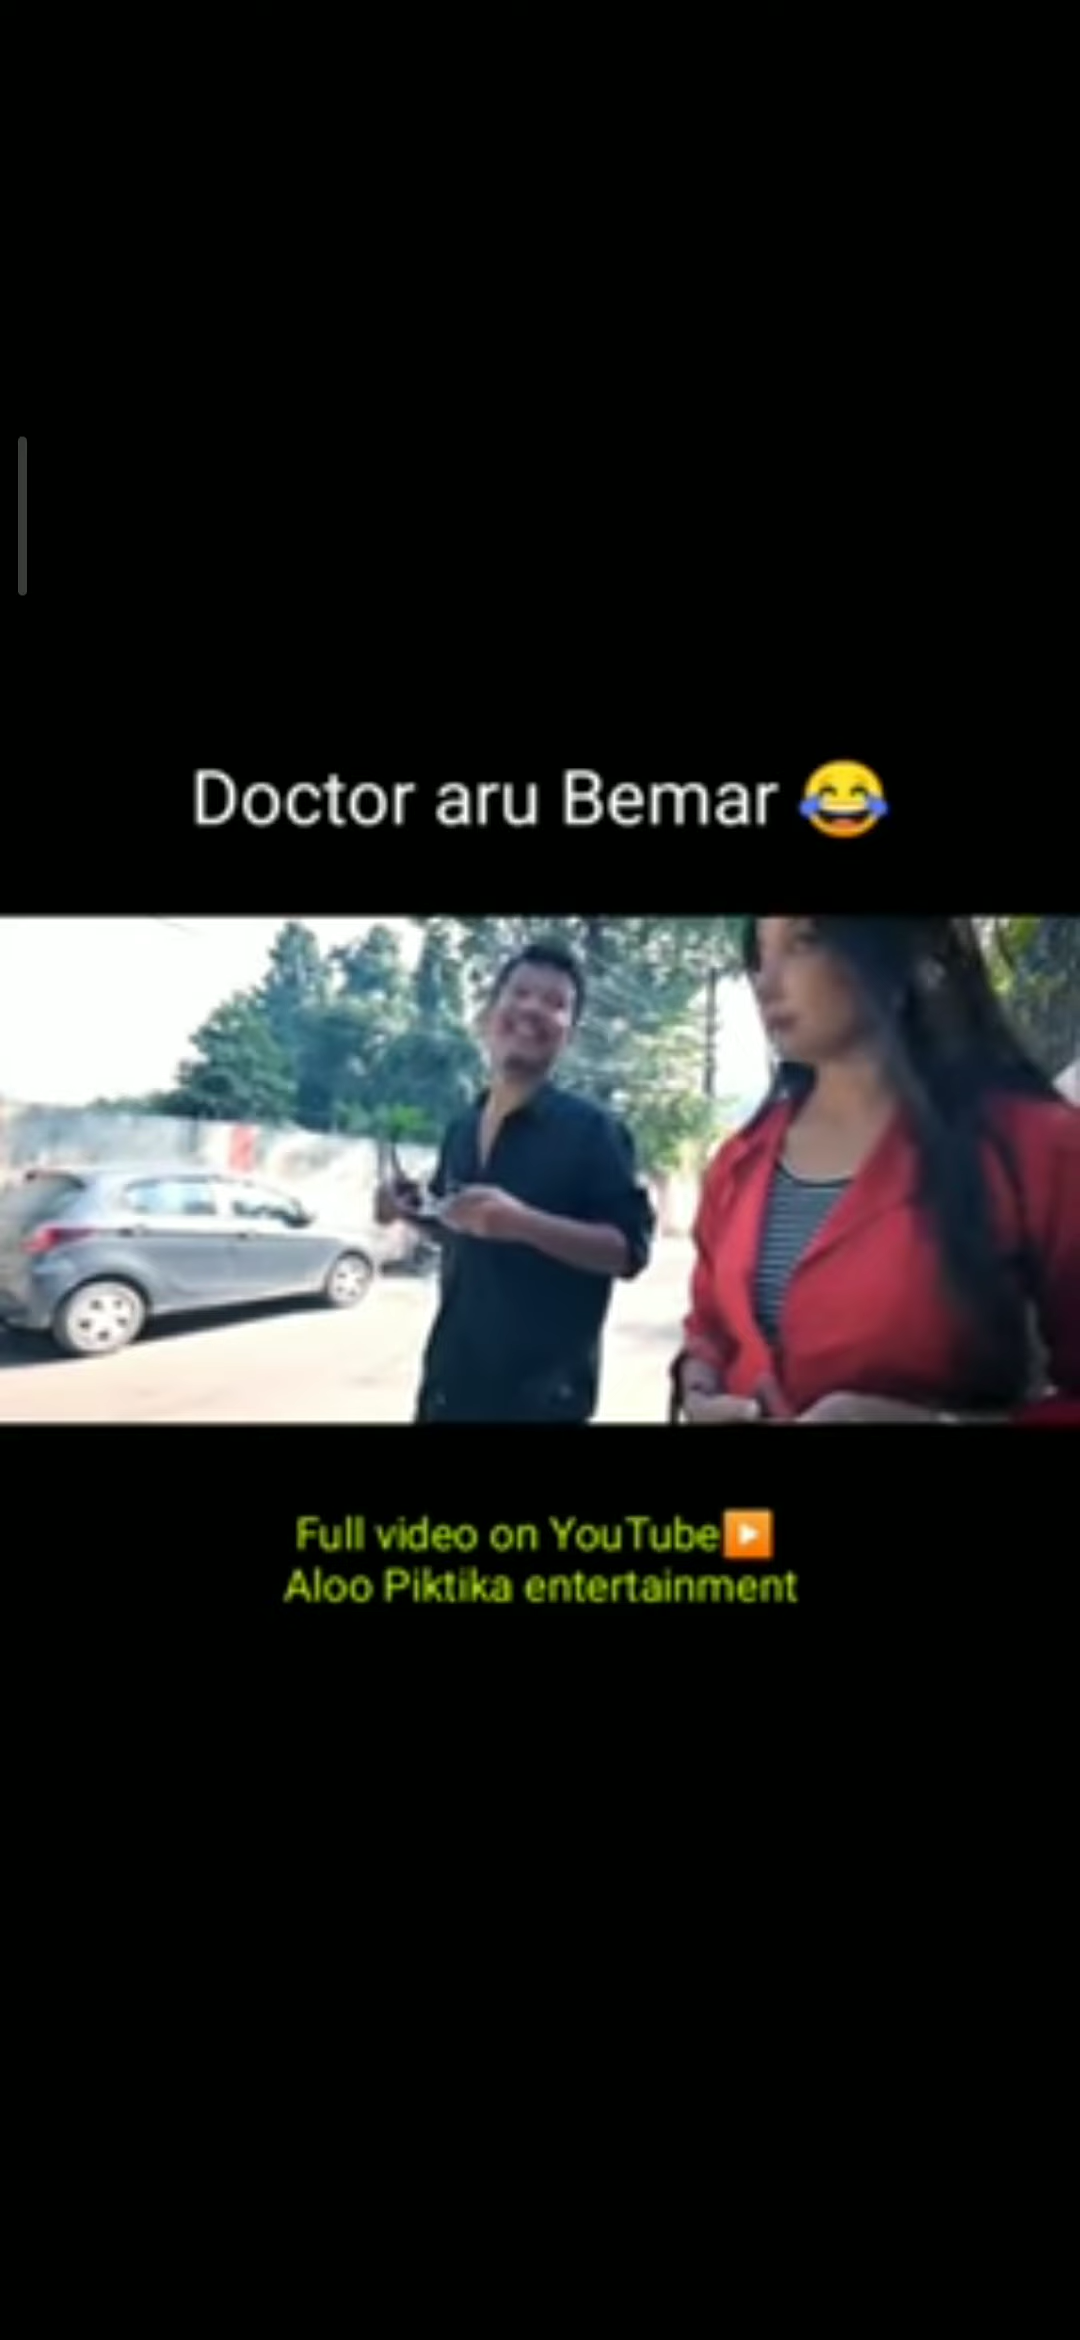 Doctor aru Bemar 😂
Full video on YouTube▶️
Aloo Piktika entertainment